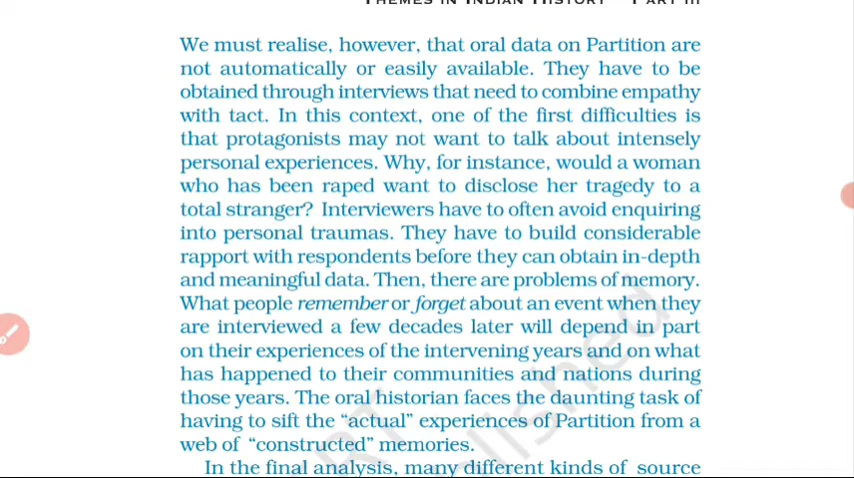 THEMES IN INDIAN HISTORY – PART III
We must realise, however, that oral data on Partition are
not automatically or easily available. They have to be
obtained through interviews that need to combine empathy
with tact. In this context, one of the first difficulties is
that protagonists may not want to talk about intensely
personal experiences. Why, for instance, would a woman
who has been raped want to disclose her tragedy to a
total stranger? Interviewers have to often avoid enquiring
into personal traumas. They have to build considerable
rapport with respondents before they can obtain in-depth
and meaningful data. Then, there are problems of memory.
What people remember or forget about an event when they
are interviewed a few decades later will depend in part
on their experiences of the intervening years and on what
has happened to their communities and nations during
those years. The oral historian faces the daunting task of
having to sift the “actual” experiences of Partition from a
web of “constructed” memories.
In the final analysis, many different kinds of source